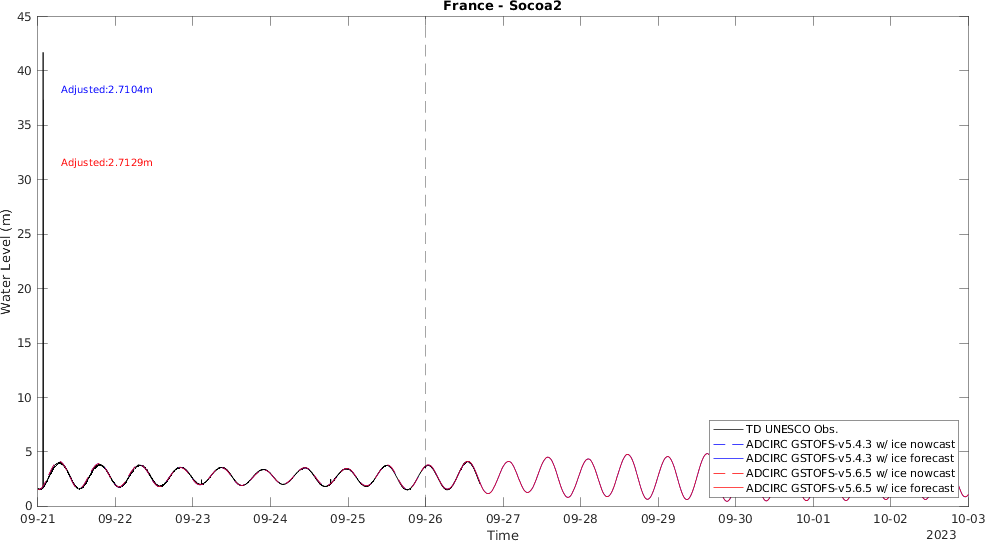 France - Socoa2
45
40
35
30
25
20
15
10
5
0
Water Level (m)
Adjusted:2.7104m
Adjusted:2.7129m
TD UNESCO Obs.
ADCIRC GSTOFS-v5.4.3 w/ ice nowcast
ADCIRC GSTOFS-v5.4.3 w/ ice forecast
ADCIRC GSTOFS-v5.6.5 w/ ice nowcast
ADCIRC GSTOFS-v5.6.5 w/ ice forecast
09-21 09-22 09-23 09-24 09-25 09-26 09-27 09-28 09-29 09-30 10-01 10-02 10-03
Time
2023